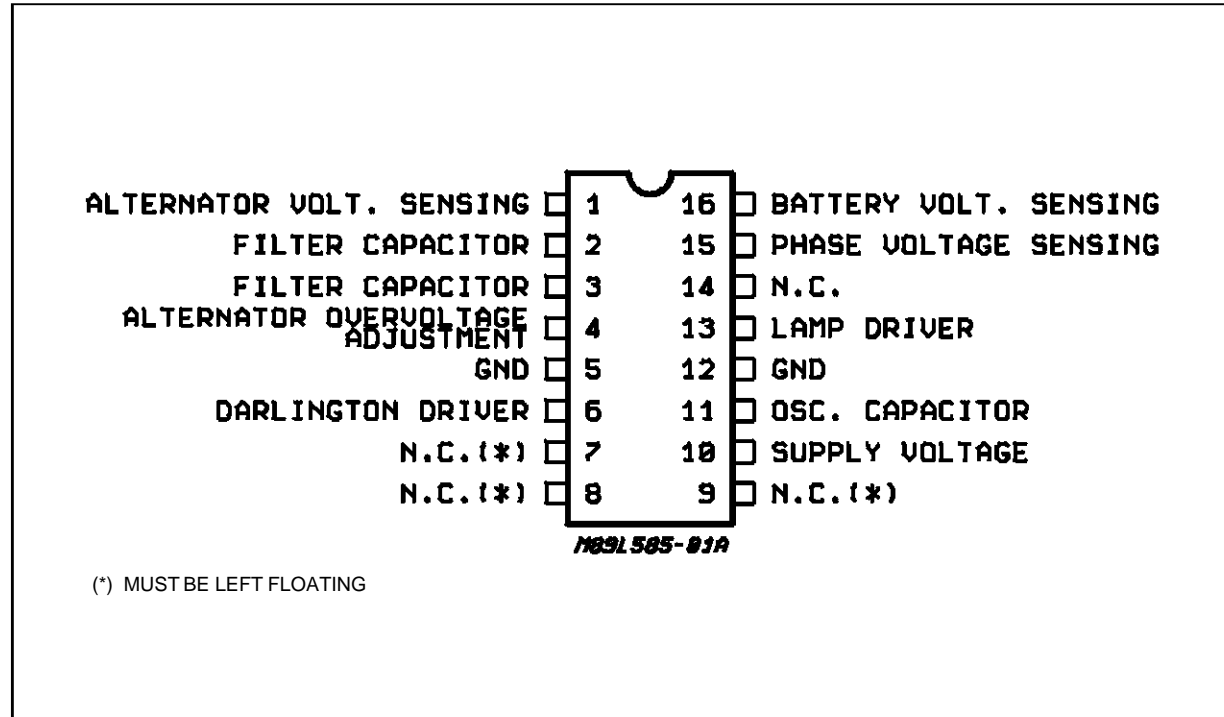 ALTERNATOR VOLT. SENSING 1 16 BATTERY VOLT. SENSING
FILTER CAPACITOR 2 15 PHASE VOLTAGE SENSING
FILTER CAPACITOR 3 14 N.C.
ALTERNATOR OVERVOLTAGE
ADJUSTMENT 4 13 LAMP DRIVER
GND 5 12 GND
DARLINGTON DRIVER 6 11 OSC. CAPACITOR
N.C.(*) 7 10 SUPPLY VOLTAGE
N.C.(*) 8 9 N.C.(*)
M89L585-01A
(*) MUST BE LEFT FLOATING